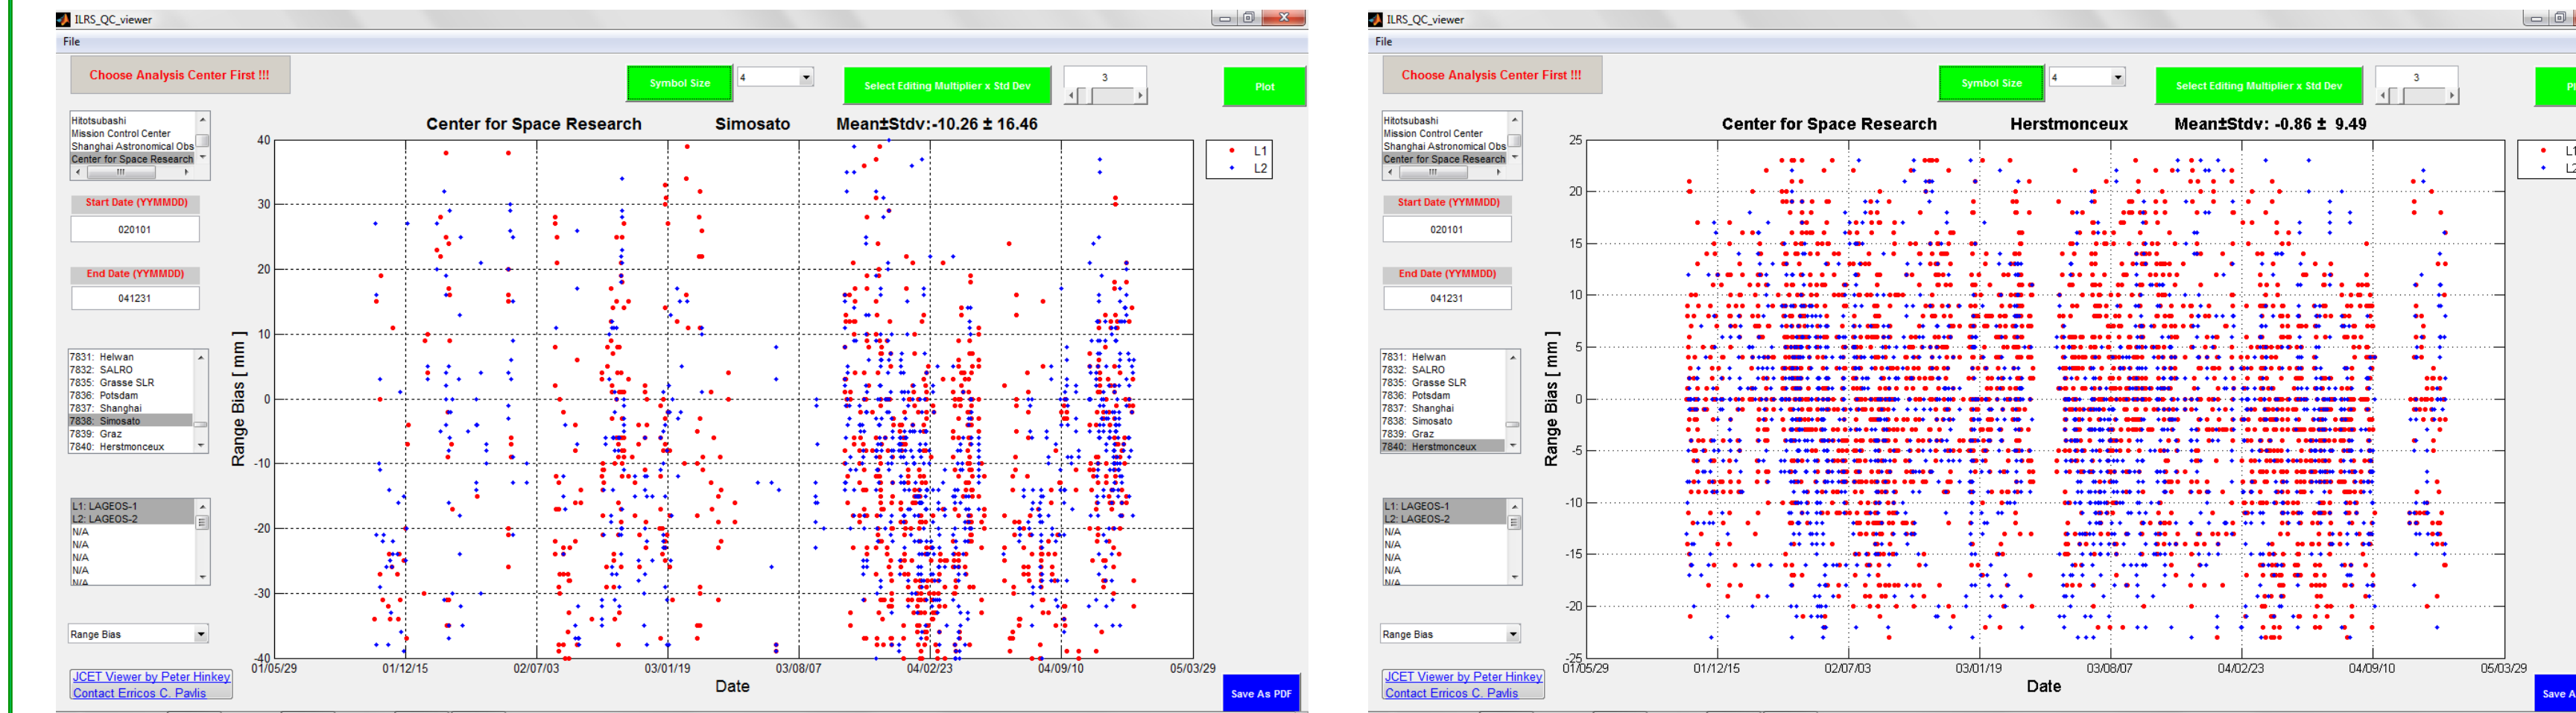 ILRS_QC_viewer
File
Choose Analysis Center First !!!
Symbol Size
4
Select Editing Multiplier x Std Dev
3
Plot
Hitotsubashi
Mission Control Center
Shanghai Astronomical Obs
Center for Space Research
Start Date (YYMMDD)
020101
End Date (YYMMDD)
041231
7831: Helwan
7832: SALRO
7835: Grasse SLR
7836: Potsdam
7837: Shanghai
7838: Simosato
7839: Graz
7840: Herstmonceux
L1: LAGEOS-1
L2: LAGEOS-2
N/A
N/A
N/A
N/A
N/A
Range Bias
JCET Viewer by Peter Hinkey
Contact Erricos C. Pavlis
Center for Space Research Simosato Mean±Stdv:-10.26 ± 16.46
L1
L2
Range Bias [ mm ]
40
30
20
10
0
-10
-20
-30
-40
01/05/29 01/12/15 02/07/03 03/01/19 03/08/07 04/02/23 04/09/10 05/03/29
Date
Save As PDF
ILRS_QC_viewer
File
Choose Analysis Center First !!!
Symbol Size
4
Select Editing Multiplier x Std Dev
3
Pl
Hitotsubashi
Mission Control Center
Shanghai Astronomical Obs
Center for Space Research
Start Date (YYMMDD)
020101
End Date (YYMMDD)
041231
7831: Helwan
7832: SALRO
7835: Grasse SLR
7836: Potsdam
7837: Shanghai
7838: Simosato
7839: Graz
7840: Herstmonceux
L1: LAGEOS-1
L2: LAGEOS-2
N/A
N/A
N/A
N/A
N/A
Range Bias
JCET Viewer by Peter Hinkey
Contact Erricos C. Pavlis
Center for Space Research Herstmonceux Mean±Stdv: -0.86 ± 9.49
L1
L2
Range Bias [ mm ]
25
20
15
10
5
0
-5
-10
-15
-20
-25
01/05/29 01/12/15 02/07/03 03/01/19 03/08/07 04/02/23 04/09/10 05/03/29
Date
Save A